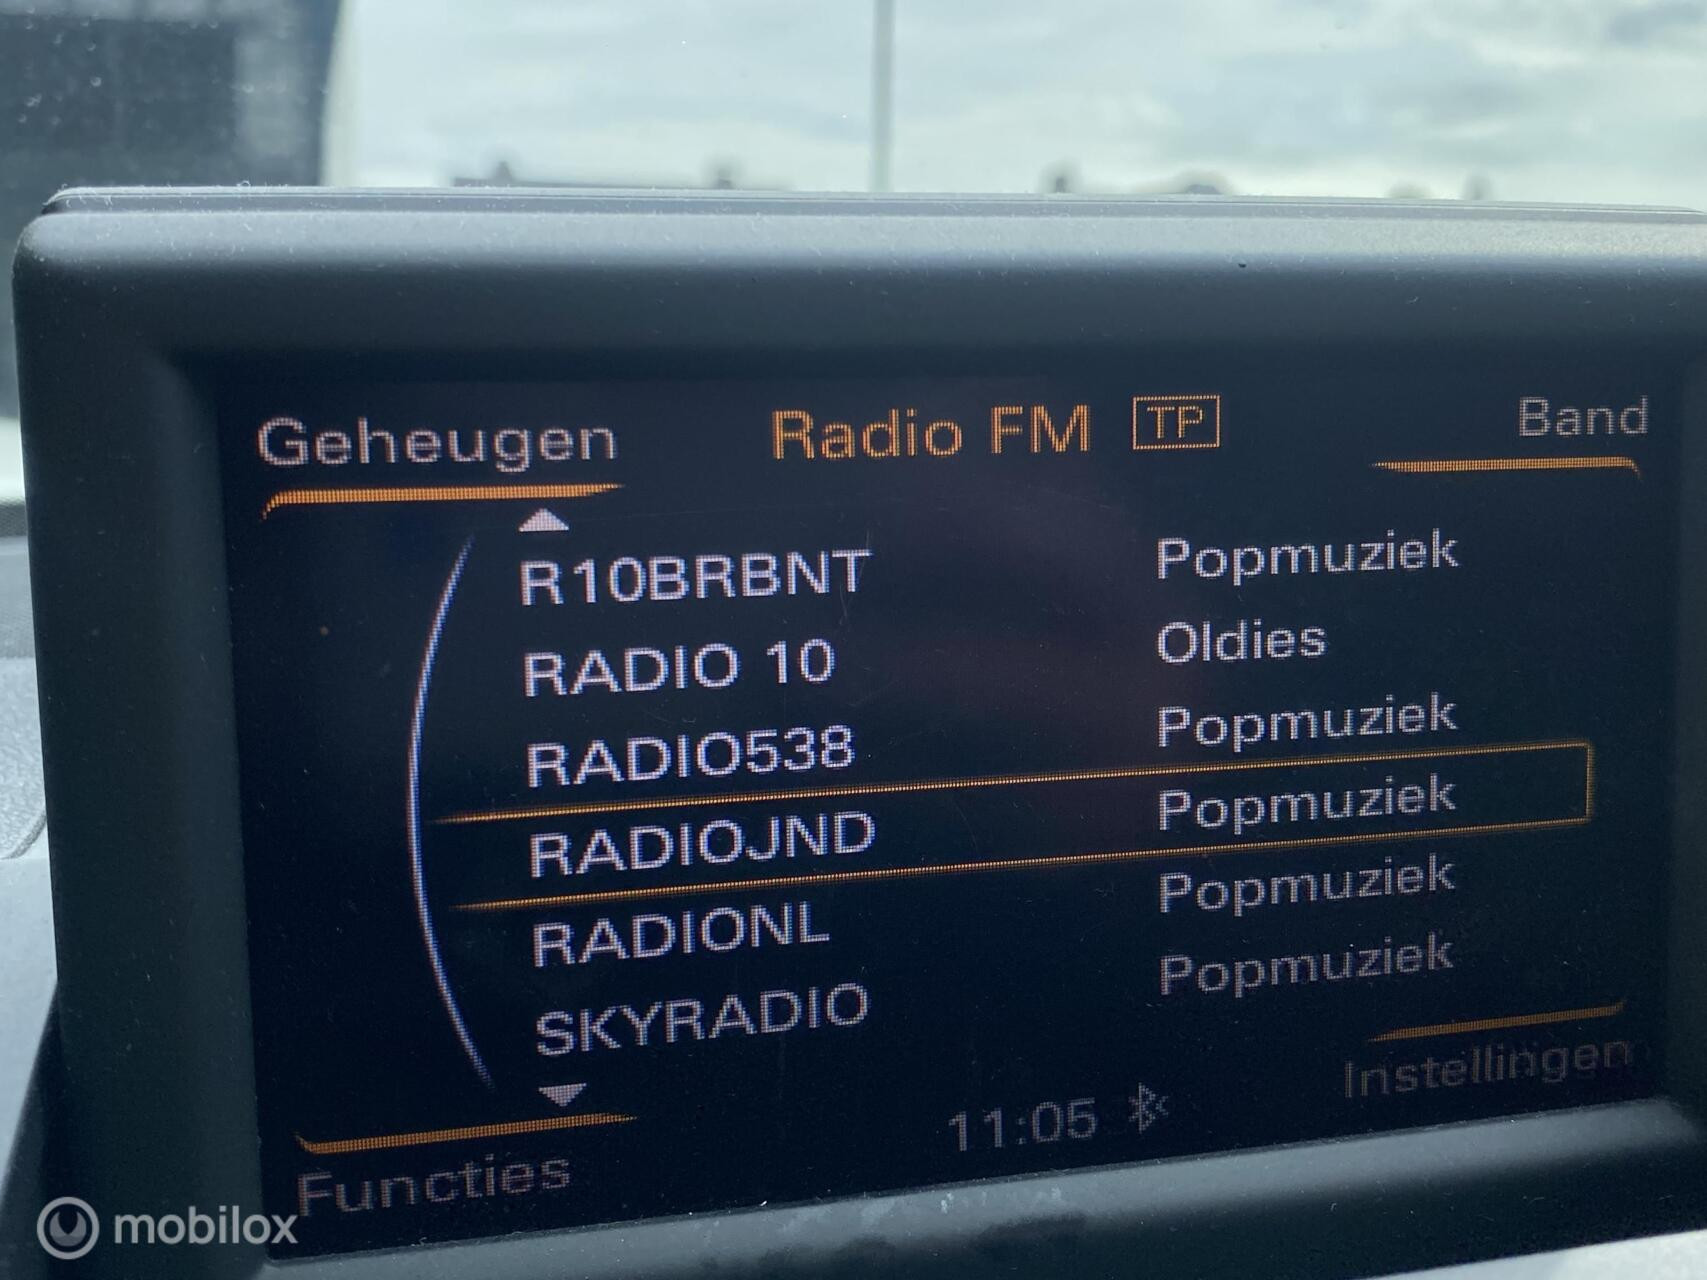 Geheugen Radio FM TP Band
R10BRBNT Popmuziek
RADIO 10 Oldies
RADIO538 Popmuziek
RADIOJND Popmuziek
RADIONL Popmuziek
SKYRADIO Popmuziek
Functies 11:05 Instellingen
mobilox